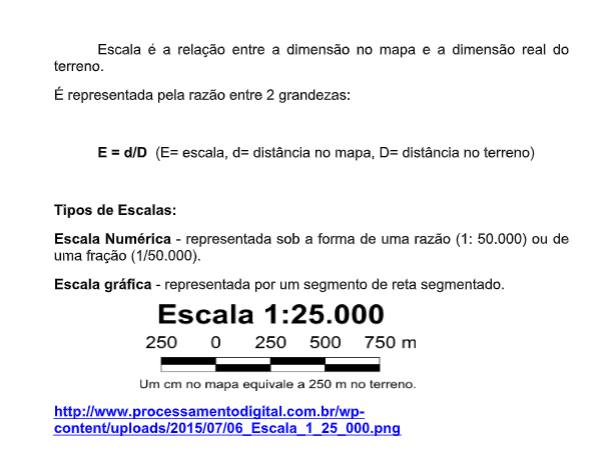 Escala é a relação entre a dimensão no mapa e a dimensão real do
terreno.
É representada pela razão entre 2 grandezas:
E = d/D (E= escala, d= distância no mapa, D= distância no terreno)
Tipos de Escalas:
Escala Numérica - representada sob a forma de uma razão (1: 50.000) ou de
uma fração (1/50.000).
Escala gráfica - representada por um segmento de reta segmentado.
Escala 1:25.000
250 0 250 500 750 m
Um cm no mapa equivale a 250 m no terreno.
http://www.processamentodigital.com.br/wp-
content/uploads/2015/07/06_Escala_1_25_000.png